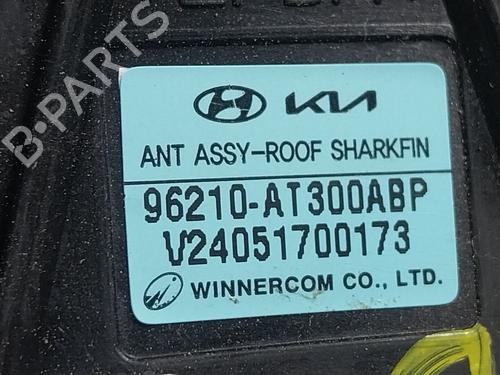 B-PARTS
KIA
ANT ASSY-ROOF SHARKFIN
96210-AT300ABP
V24051700173
WINNERCOM CO., LTD.